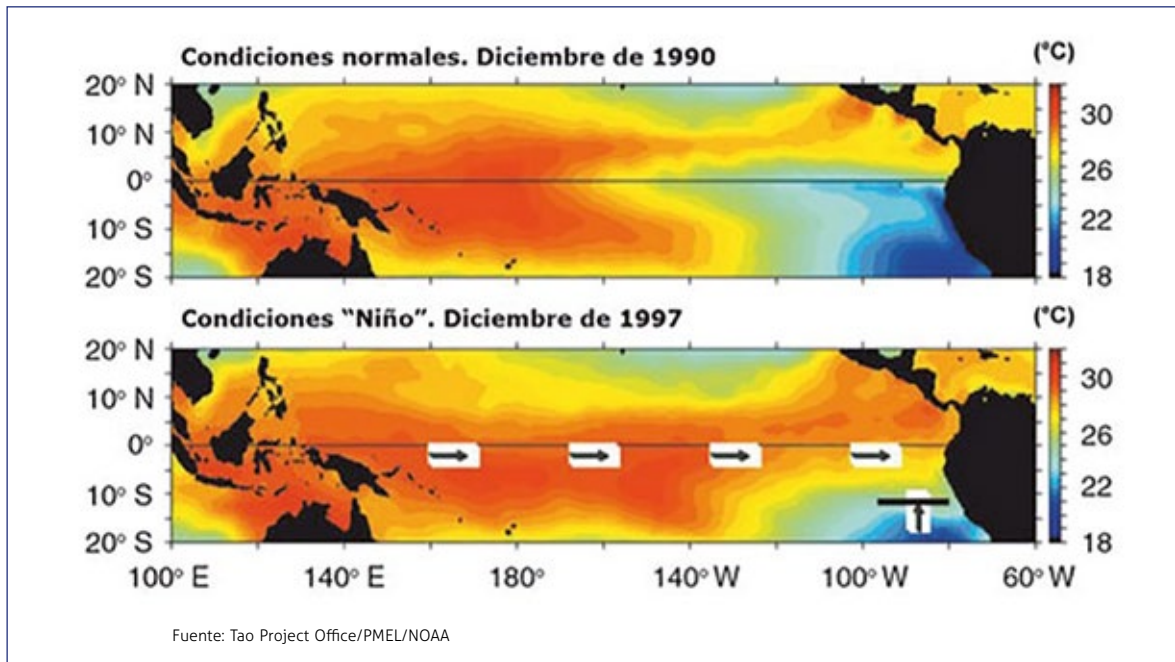 Condiciones normales. Diciembre de 1990 (°C)
20° N
10° N
0°
10° S
20° S
30
26
22
18
Condiciones “Niño”. Diciembre de 1997 (°C)
20° N
10° N
0°
10° S
20° S
30
26
22
18
100° E 140° E 180° 140° W 100° W 60° W
Fuente: Tao Project Office/PMEL/NOAA